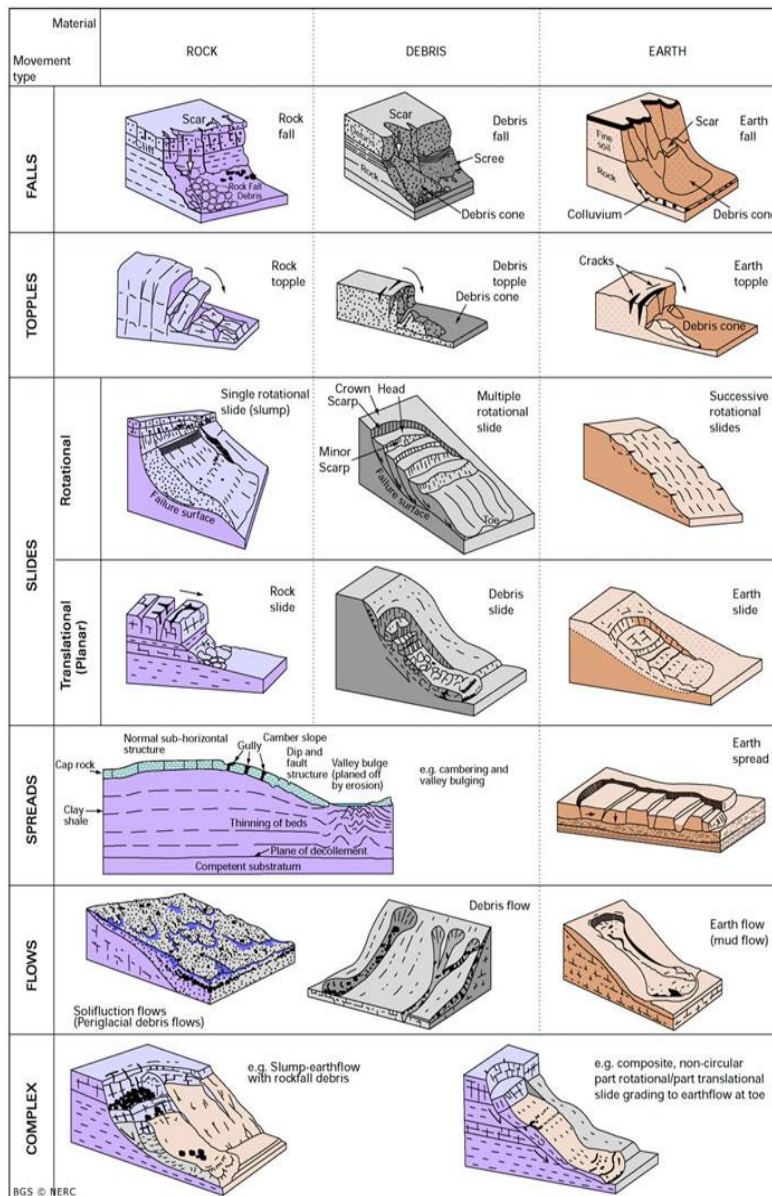 Material
Movement
type
ROCK
DEBRIS
EARTH
FALLS
Scar
Cliff
Rock Fall
Debris
Rock
fall
Scar
Debris
Rock
Debris
fall
Scree
Debris cone
Fine
soil
Rock
Colluvium
Earth
fall
Scar
Debris cone
TOPPLES
Rock
topple
Debris
topple
Debris cone
Cracks
Earth
topple
Debris cone
SLIDES
Rotational
Single rotational
slide (slump)
Failure surface
Crown
Head
Scarp
Minor
Scarp
Failure surface
Toe
Multiple
rotational
slide
Successive
rotational
slides
Translational
(Planar)
Rock
slide
Debris
slide
Earth
slide
SPREADS
Normal sub-horizontal
structure
Cap rock
Clay
shale
Gully
Camber slope
Dip and
fault
structure
Valley bulge
(planed off
by erosion)
Thinning of beds
Plane of decollement
Competent substratum
e.g. cambering and
valley bulging
Earth
spread
FLOWS
Solifluction flows
(Periglacial debris flows)
Debris flow
Earth flow
(mud flow)
COMPLEX
e.g. Slump-earthflow
with rockfall debris
e.g. composite, non-circular
part rotational/part translational
slide grading to earthflow at toe
BGS © NERC